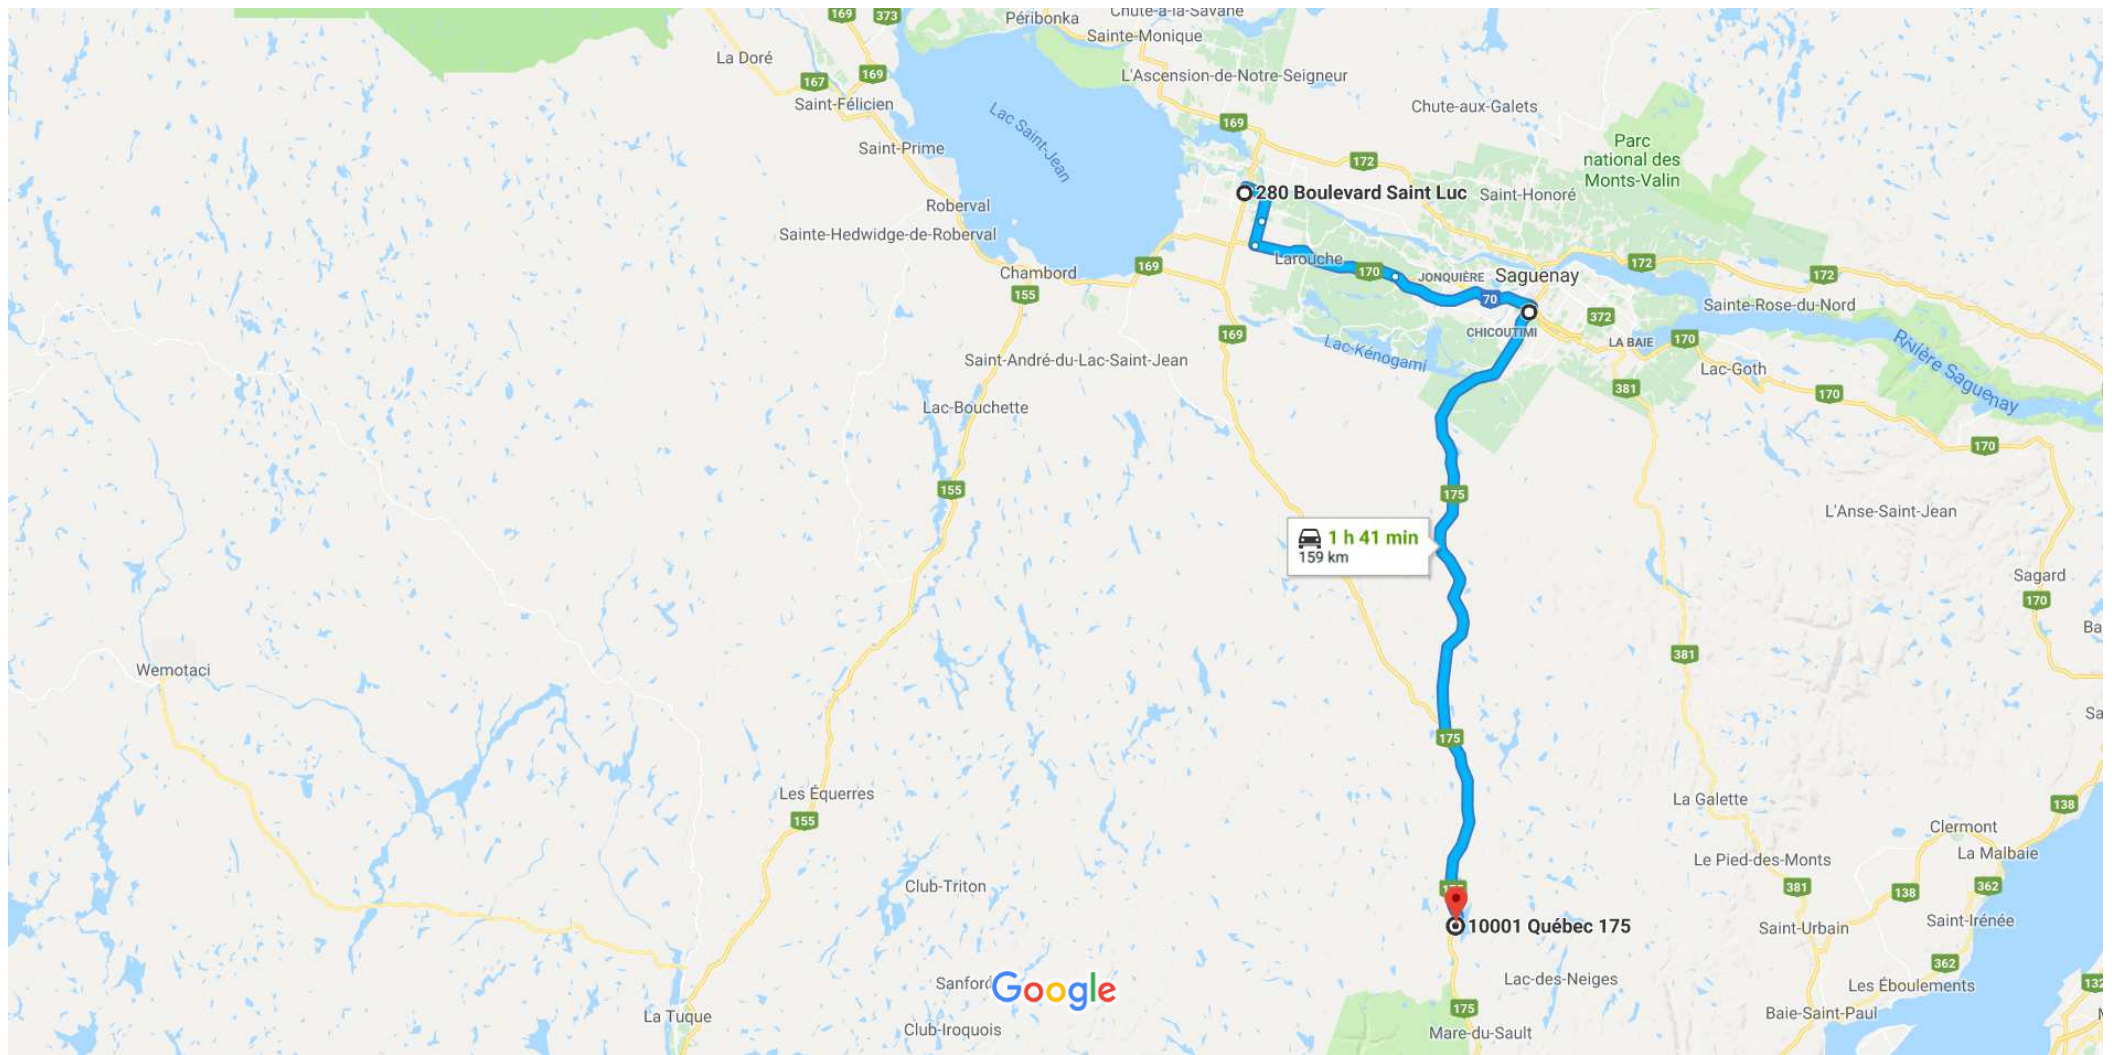 169
373
Péribonka
Chute-à-la-Savane
Sainte-Monique
La Doré
167
169
L'Ascension-de-Notre-Seigneur
Saint-Félicien
Chute-aux-Galets
Lac Saint-Jean
169
Saint-Prime
172
Parc
national des
Monts-Valin
280 Boulevard Saint Luc
Saint-Honoré
Roberval
Sainte-Hedwidge-de-Roberval
Chambord
169
Larouche
170
JONQUIÈRE
Saguenay
172
172
155
70
Sainte-Rose-du-Nord
372
CHICOUTIMI
169
LA BAIE
170
Lac-Kénogami
Rivière Saguenay
Saint-André-du-Lac-Saint-Jean
Lac-Goth
381
170
Lac-Bouchette
170
155
175
L'Anse-Saint-Jean
1 h 41 min
159 km
Sagard
170
Ba
381
Wemotaci
Sa
175
Les Équerres
La Galette
138
155
Clermont
La Malbaie
Le Pied-des-Monts
Club-Triton
381
138
362
10001 Québec 175
Saint-Urbain
Saint-Irénée
362
Sanford
Google
Lac-des-Neiges
Les Éboulements
132
175
La Tuque
Club-Iroquois
Mare-du-Sault
Baie-Saint-Paul